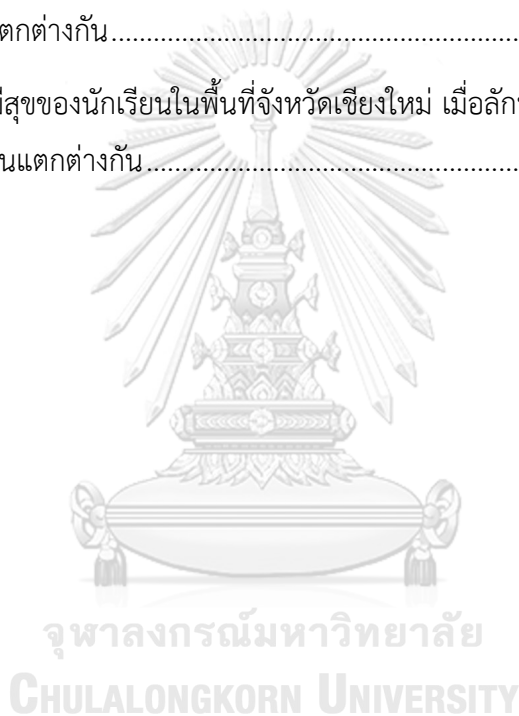 แตกต่างกัน..................................................
สุขของนักเรียนในพื้นที่จังหวัดเชียงใหม่ เมื่อลัก
แตกต่างกัน..................................................
จุฬาลงกรณ์มหาวิทยาลัย
CHULALONGKORN UNIVERSITY